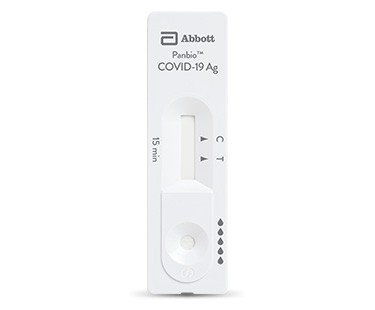 Abbott
Panbio™
COVID-19 Ag
C T
15 min